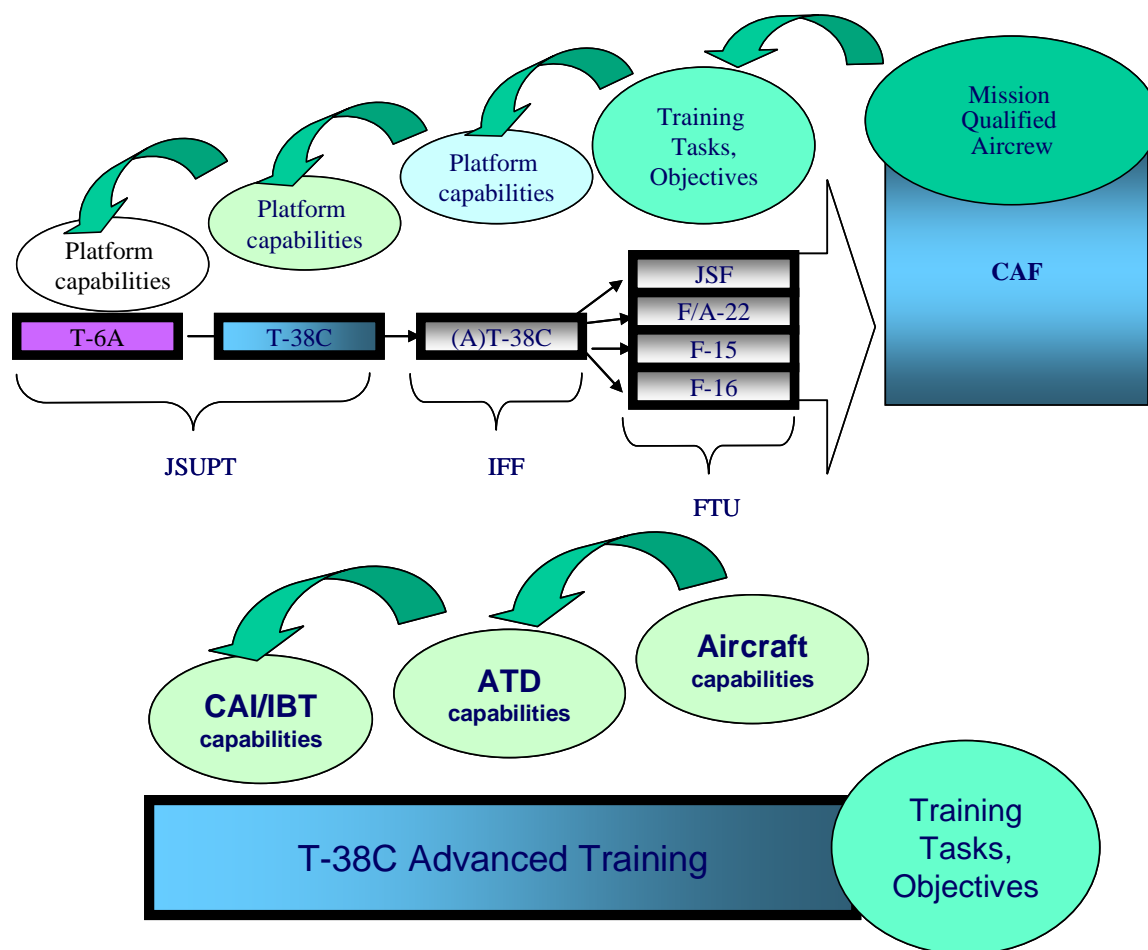 Mission
Qualified
Aircrew
Training
Tasks,
Objectives
Platform
capabilities
Platform
capabilities
Platform
capabilities
CAF
JSF
F/A-22
F-15
F-16
T-6A
T-38C
(A)T-38C
JSUPT
IFF
FTU
Aircraft
capabilities
ATD
capabilities
CAI/IBT
capabilities
T-38C Advanced Training
Training
Tasks,
Objectives